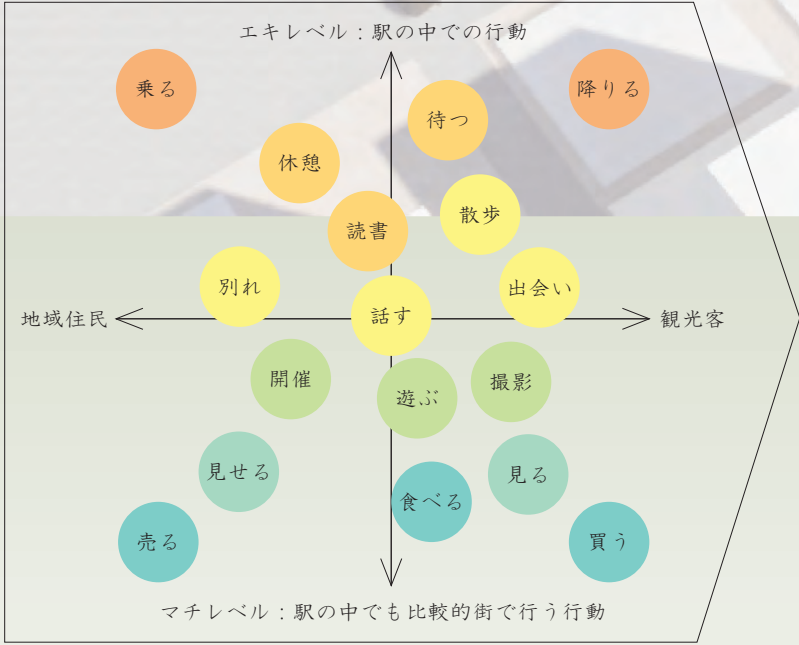 エキレベル：駅の中での行動
乗る
降りる
待つ
休憩
散歩
読書
別れ
出会い
話す
地域住民
観光客
開催
撮影
遊ぶ
見せる
見る
食べる
売る
買う
マチレベル：駅の中でも比較的街で行う行動